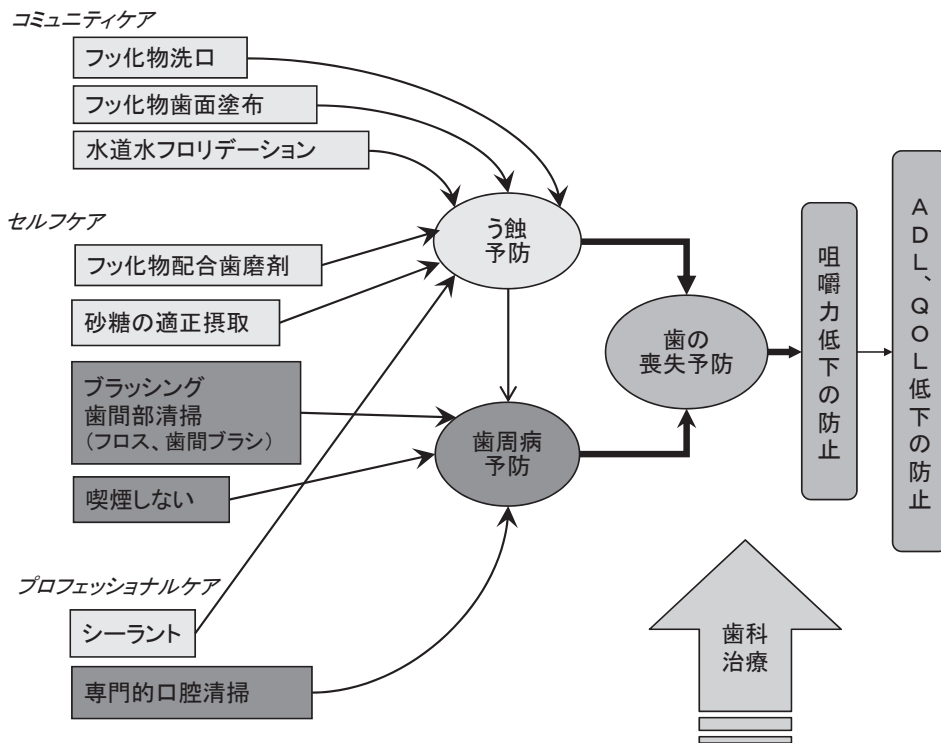 コミュニティケア
フッ化物洗口
フッ化物歯面塗布
水道水フロリデーション
セルフケア
フッ化物配合歯磨剤
砂糖の適正摂取
ブラッシング
歯間部清掃
（フロス、歯間ブラシ）
喫煙しない
プロフェッショナルケア
シーラント
専門的口腔清掃
う蝕
予防
歯周病
予防
歯の
喪失予防
咀嚼力低下の防止
ADL、QOL低下の防止
歯科
治療